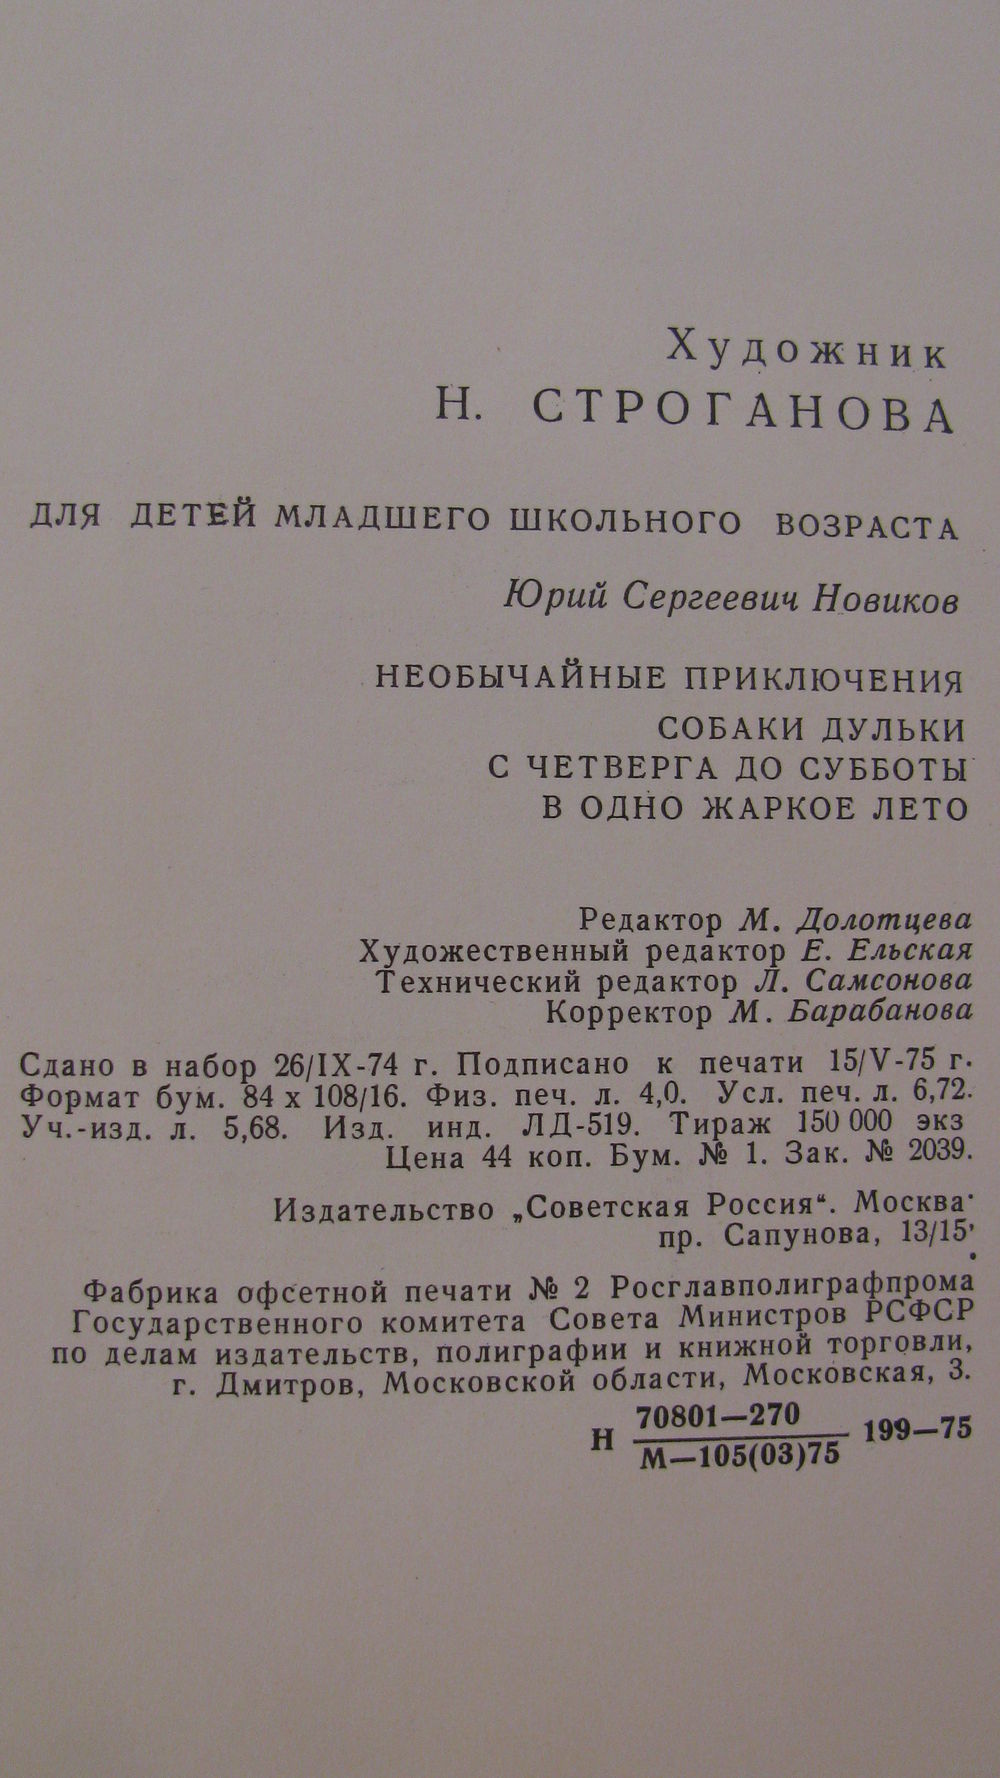 Художник
Н. СТРОГАНОВА
ДЛЯ ДЕТЕЙ МЛАДШЕГО ШКОЛЬНОГО ВОЗРАСТА
Юрий Сергеевич Новиков
НЕОБЫЧАЙНЫЕ ПРИКЛЮЧЕНИЯ
СОБАКИ ДУЛЬКИ
С ЧЕТВЕРГА ДО СУББОТЫ
В ОДНО ЖАРКОЕ ЛЕТО
Редактор М. Долотцева
Художественный редактор Е. Ельская
Технический редактор Л. Самсонова
Корректор М. Барабанова
Сдано в набор 26/IX-74 г. Подписано к печати 15/V-75 г.
Формат бум. 84 х 108/16. Физ. печ. л. 4,0. Усл. печ. л. 6,72.
Уч.-изд. л. 5,68. Изд. инд. ЛД-519. Тираж 150 000 экз
Цена 44 коп. Бум. № 1. Зак. № 2039.
Издательство „Советская Россия“. Москва.
пр. Сапунова, 13/15,
Фабрика офсетной печати № 2 Росглавполиграфпрома
Государственного комитета Совета Министров РСФСР
по делам издательств, полиграфии и книжной торговли,
г. Дмитров, Московской области, Московская, 3.
Н 70801—270 199—75
М—105(03)75